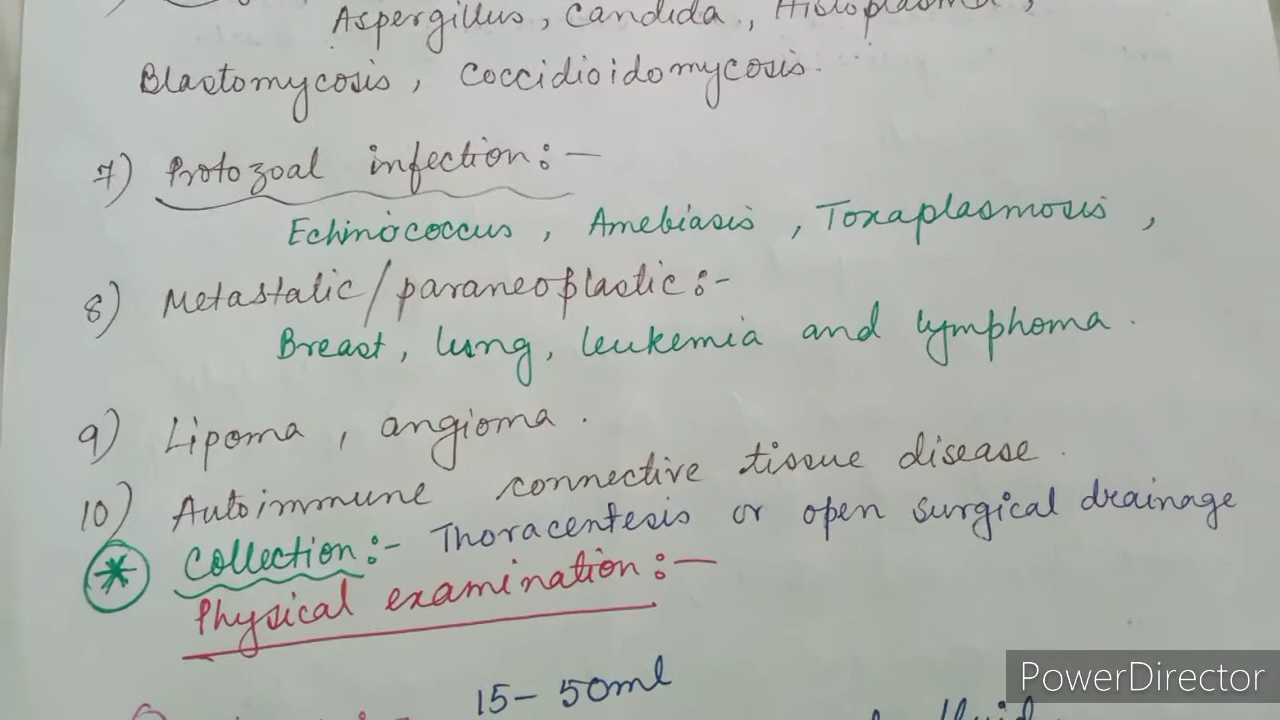 Aspergillus, Candida, Histoplasma,
Blastomycosis, Coccidioidomycosis.
7) Protozoal infection:-
Echinococcus, Amebiasis, Toxaplasmosis,
8) Metastatic/paraneoplastic:-
Breast, lung, leukemia and lymphoma.
9) Lipoma, angioma.
10) Autoimmune connective tissue disease.
* Collection:- Thoracentesis or open surgical drainage
Physical examination:-
15-50ml
PowerDirector